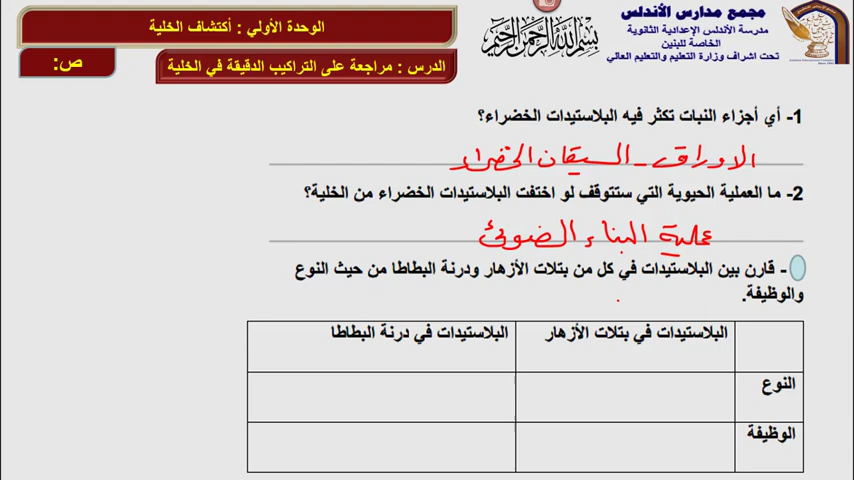 مجمع مدارس الأندلس
مدرسة الأندلس الإعدادية الثانوية
الخاصة للبنين
تحت اشراف وزارة التربية والتعليم العالي
بسم الله الرحمن الرحيم
الوحدة الأولي : أكتشاف الخلية
الدرس : مراجعة على التراكيب الدقيقة في الخلية
ص:
1- أي أجزاء النبات تكثر فيه البلاستيدات الخضراء؟
الاوراق - السيقان الخضراء
2- ما العملية الحيوية التي ستتوقف لو اختفت البلاستيدات الخضراء من الخلية؟
عملية البناء الضوئي
- قارن بين البلاستيدات في كل من بتلات الأزهار ودرنة البطاطا من حيث النوع
والوظيفة.
البلاستيدات في بتلات الأزهار
البلاستيدات في درنة البطاطا
النوع
الوظيفة